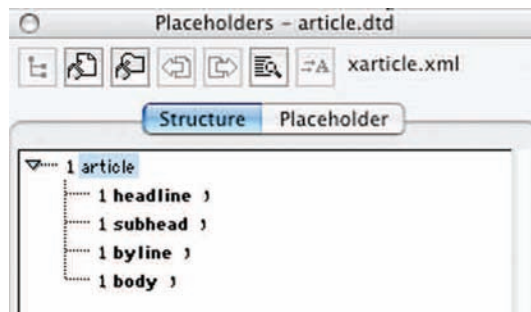 Placeholders – article.dtd
xarticle.xml
Structure Placeholder
1 article
1 headline ,
1 subhead ,
1 byline ,
1 body ,